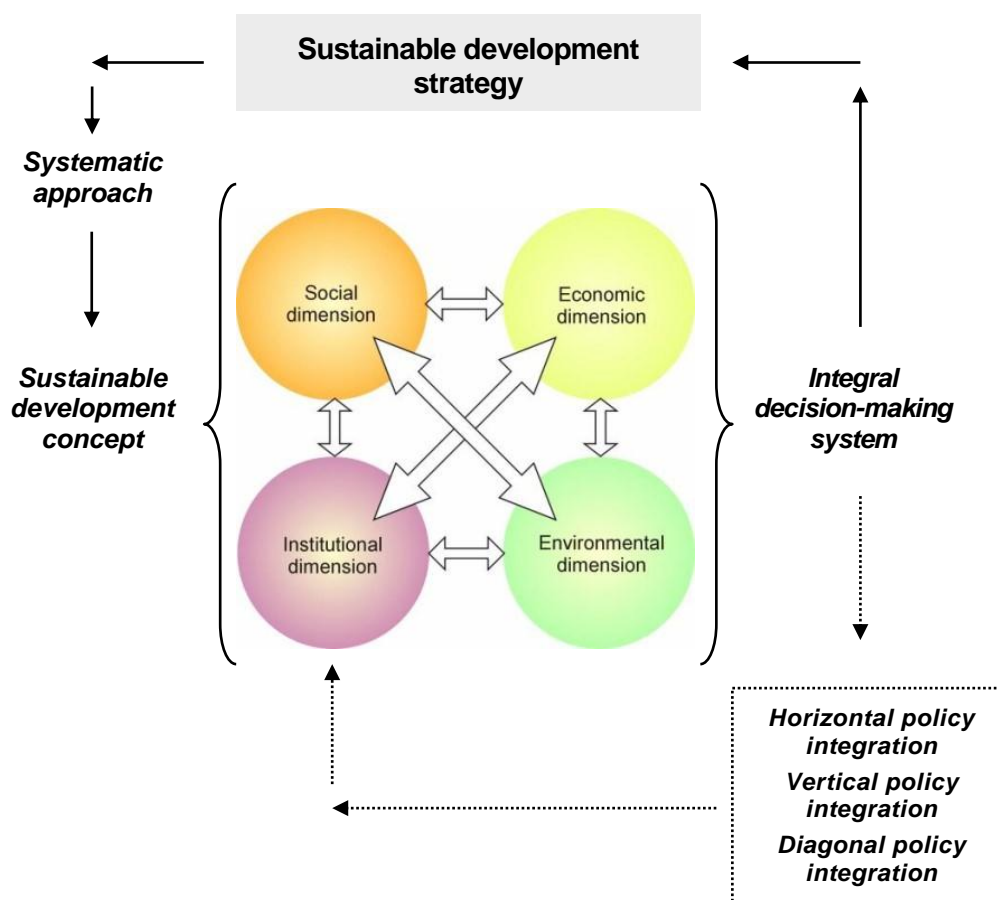 Sustainable development
strategy
Systematic
approach
Social
dimension
Economic
dimension
Sustainable
development
concept
Integral
decision-making
system
Institutional
dimension
Environmental
dimension
Horizontal policy
integration
Vertical policy
integration
Diagonal policy
integration